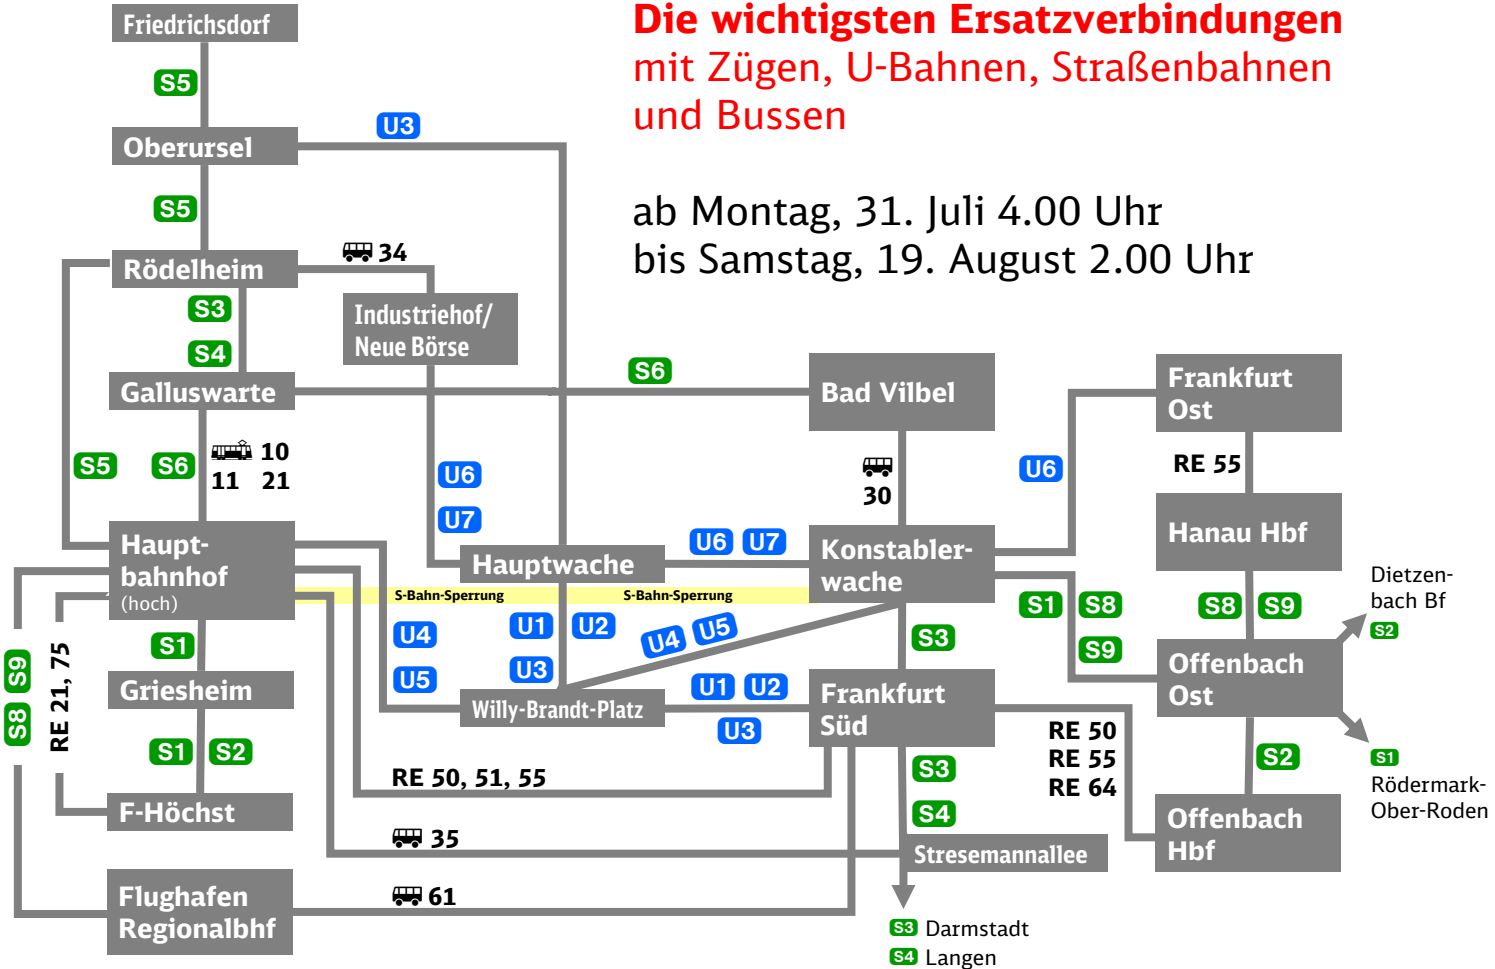 Friedrichsdorf
Die wichtigsten Ersatzverbindungen
mit Zügen, U-Bahnen, Straßenbahnen
und Bussen
S5
U3
Oberursel
S5
ab Montag, 31. Juli 4.00 Uhr
bis Samstag, 19. August 2.00 Uhr
34
Rödelheim
S3
Industriehof/
Neue Börse
S4
S6
Galluswarte
Bad Vilbel
Frankfurt
Ost
S5
S6
10
11 21
U6
U7
30
U6
RE 55
Haupt-
bahnhof
(hoch)
Hauptwache
U6 U7
Konstabler-
wache
Hanau Hbf
S-Bahn-Sperrung
S-Bahn-Sperrung
Dietzen-
bach Bf
S2
S1 S8
S9
S8 S9
U4
U5
U1 U2
U3
U4 U5
S3
S1
S9
S8
RE 21, 75
Griesheim
Willy-Brandt-Platz
U1 U2
U3
Frankfurt
Süd
Offenbach
Ost
S1 S2
RE 50
RE 55
RE 64
S2
S1
Rödermark-
Ober-Roden
RE 50, 51, 55
S3
S4
F-Höchst
35
Stresemannallee
Offenbach
Hbf
Flughafen
Regionalbhf
61
S3 Darmstadt
S4 Langen